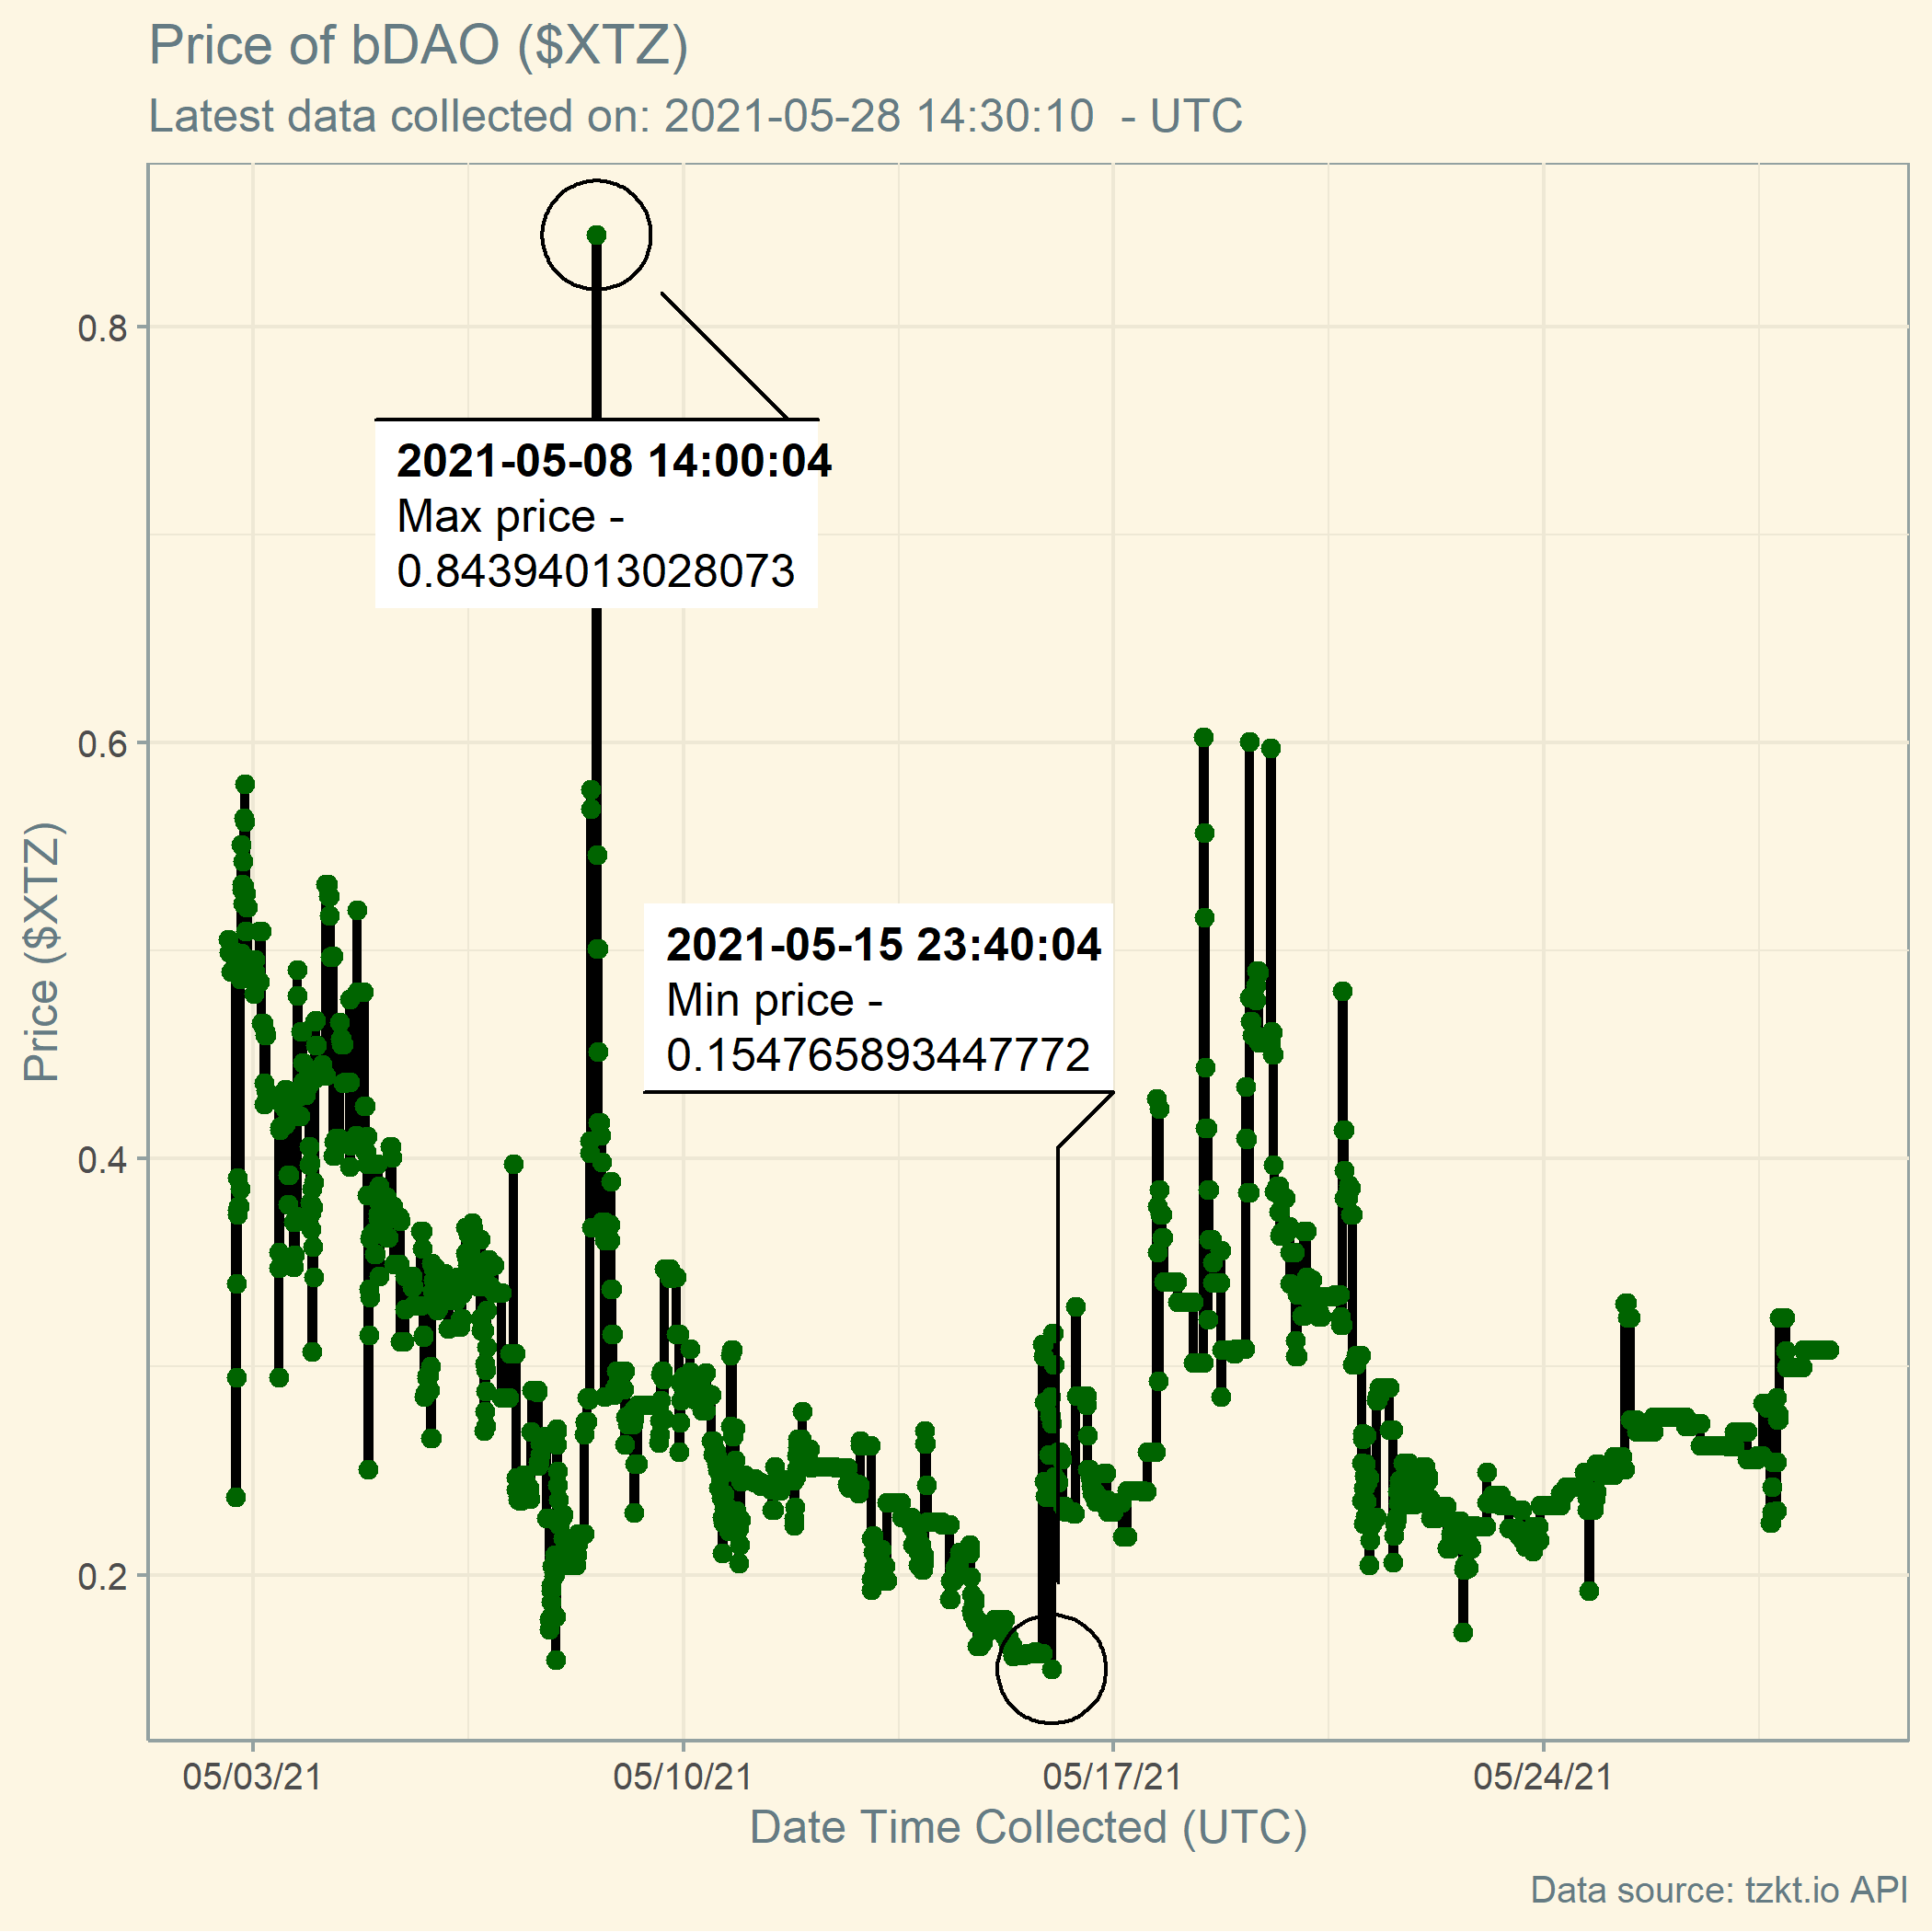 Price of bDAO ($XTZ)
Latest data collected on: 2021-05-28 14:30:10  - UTC
0.8
2021-05-08 14:00:04
Max price -
0.84394013028073
0.6
2021-05-15 23:40:04
Min price -
0.154765893447772
0.4
0.2
Price ($XTZ)
05/03/21 05/10/21 05/17/21 05/24/21
Date Time Collected (UTC)
Data source: tzkt.io API